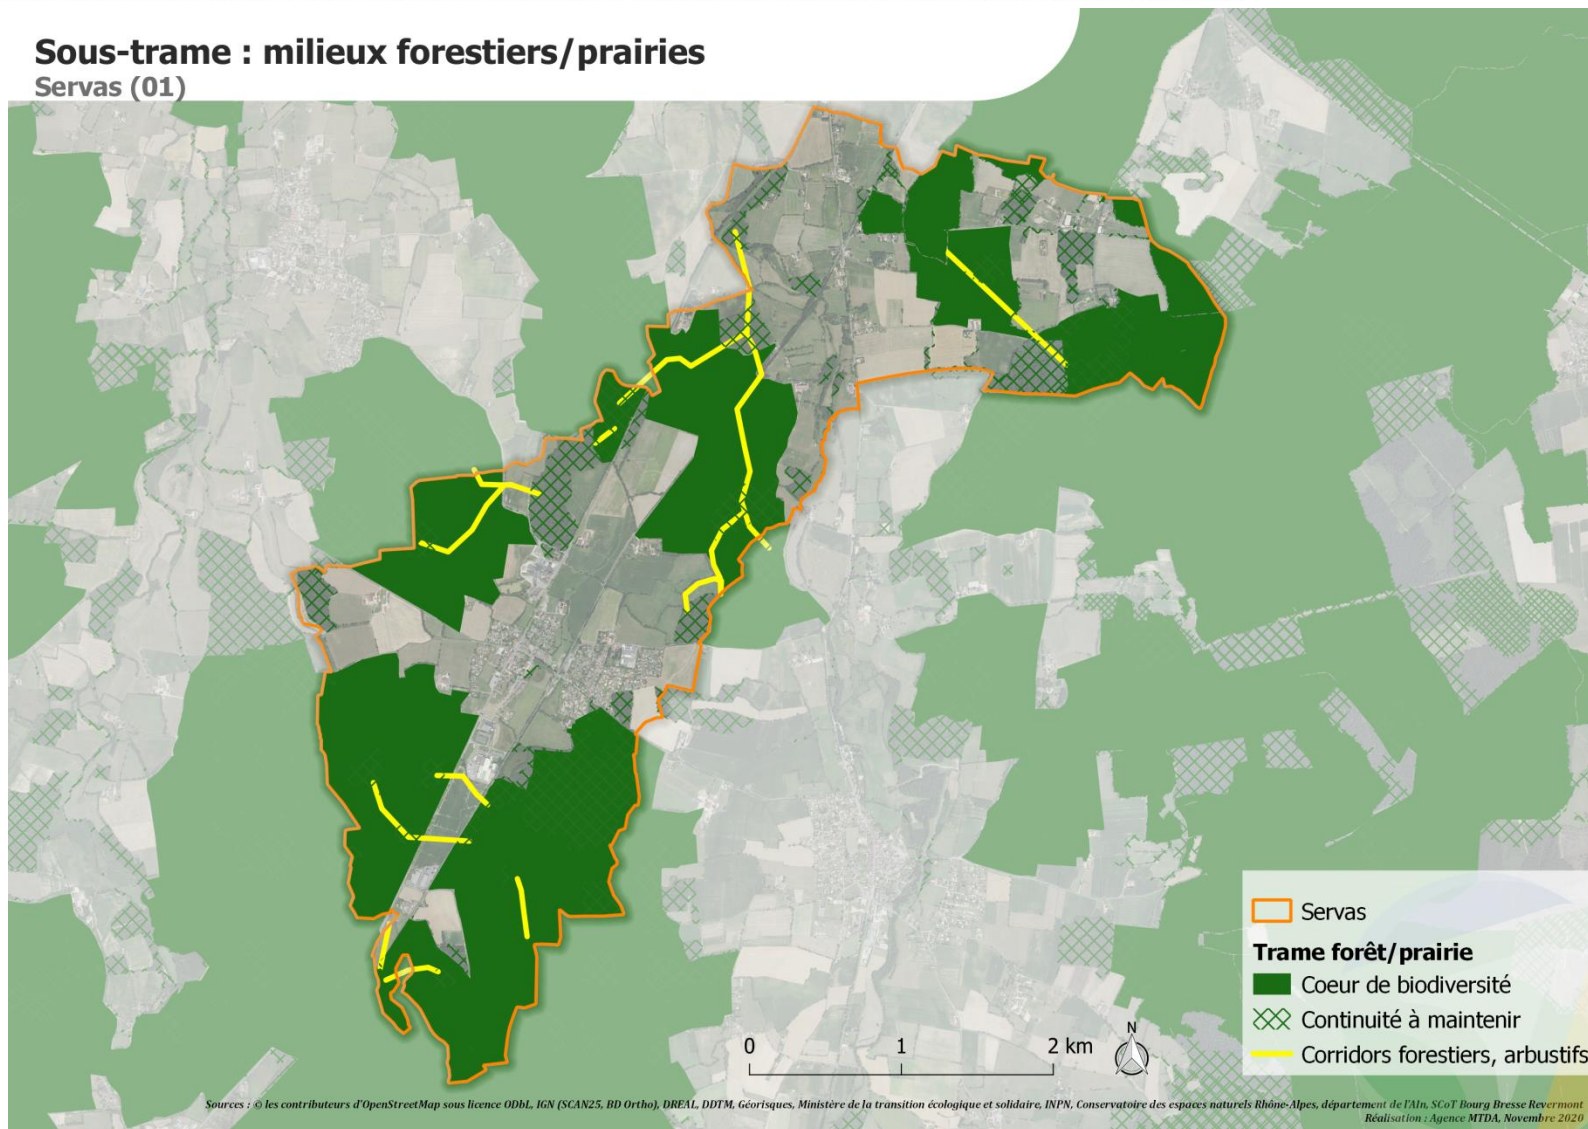 Sous-trame : milieux forestiers/prairies
Servas (01)
Servas
Trame forêt/prairie
Coeur de biodiversité
Continuité à maintenir
Corridors forestiers, arbustifs
0 1 2 km
N
Sources : © les contributeurs d'OpenStreetMap sous licence ODbL, IGN (SCAN25, BD Ortho), DREAL, DDTM, Géorisques, Ministère de la transition écologique et solidaire, INPN, Conservatoire des espaces naturels Rhône-Alpes, département de l'AIn, SCoT Bourg Bresse Revermont
Réalisation : Agence MTDA, Novembre 2020